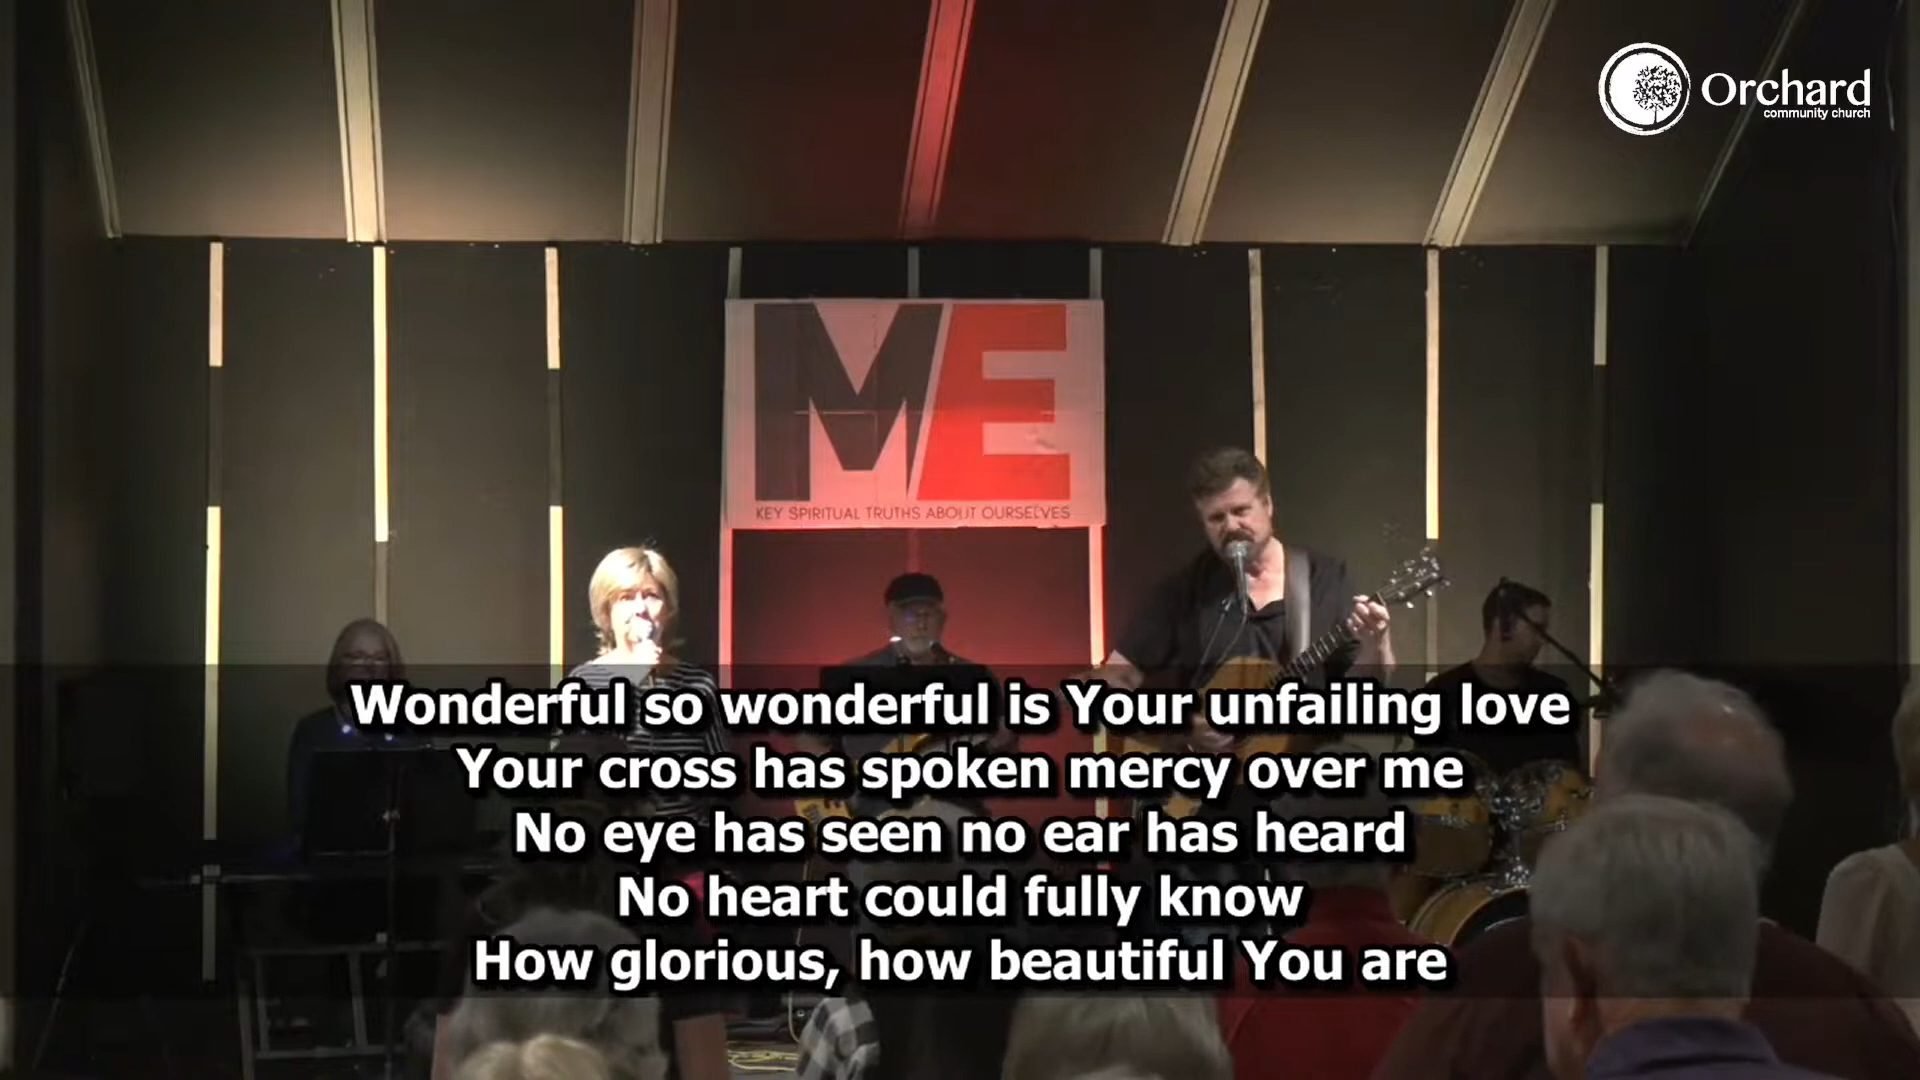 Orchard
community church
ME
KEY SPIRITUAL TRUTHS ABOUT OURSELVES
Wonderful so wonderful is Your unfailing love
Your cross has spoken mercy over me
No eye has seen no ear has heard
No heart could fully know
How glorious, how beautiful You are